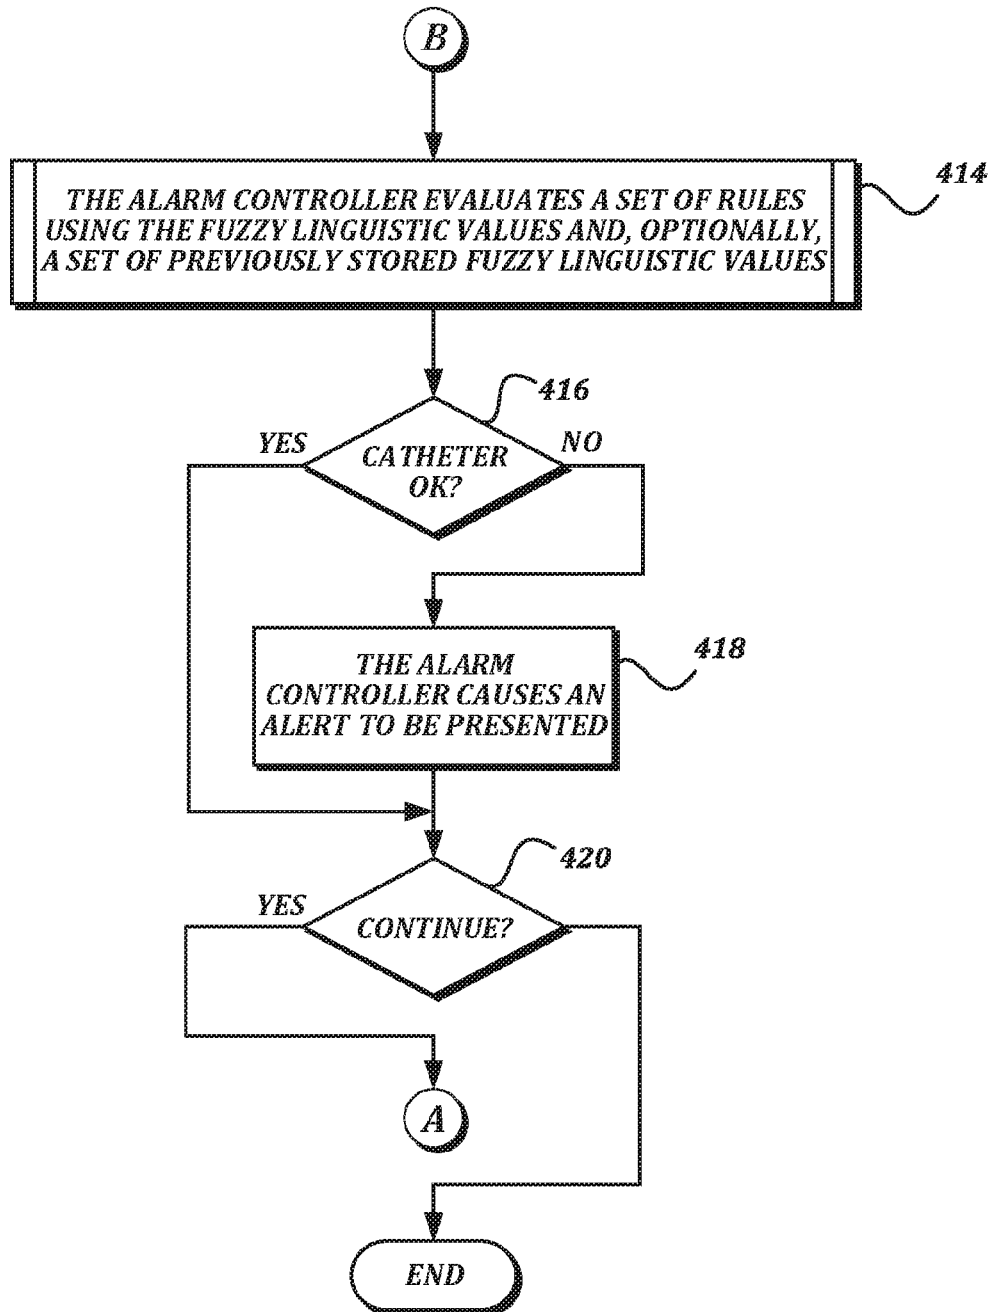 B
THE ALARM CONTROLLER EVALUATES A SET OF RULES
USING THE FUZZY LINGUISTIC VALUES AND, OPTIONALLY,
A SET OF PREVIOUSLY STORED FUZZY LINGUISTIC VALUES
414
416
YES
NO
CATHETER
OK?
THE ALARM
CONTROLLER CAUSES AN
ALERT TO BE PRESENTED
418
420
YES
CONTINUE?
A
END